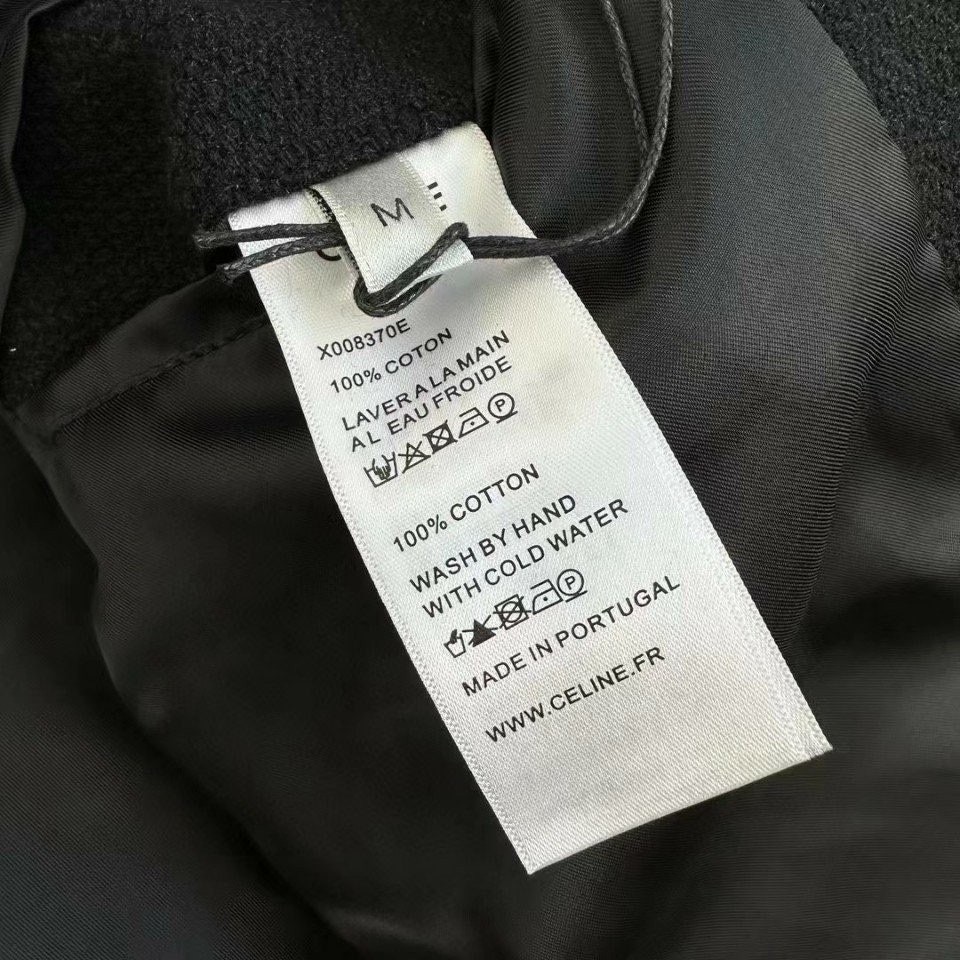 M
E
X008370E
100% COTON
LAVER A LA MAIN
A L EAU FROIDE
P
100% COTTON
WASH BY HAND
WITH COLD WATER
P
MADE IN PORTUGAL
WWW.CELINE.FR